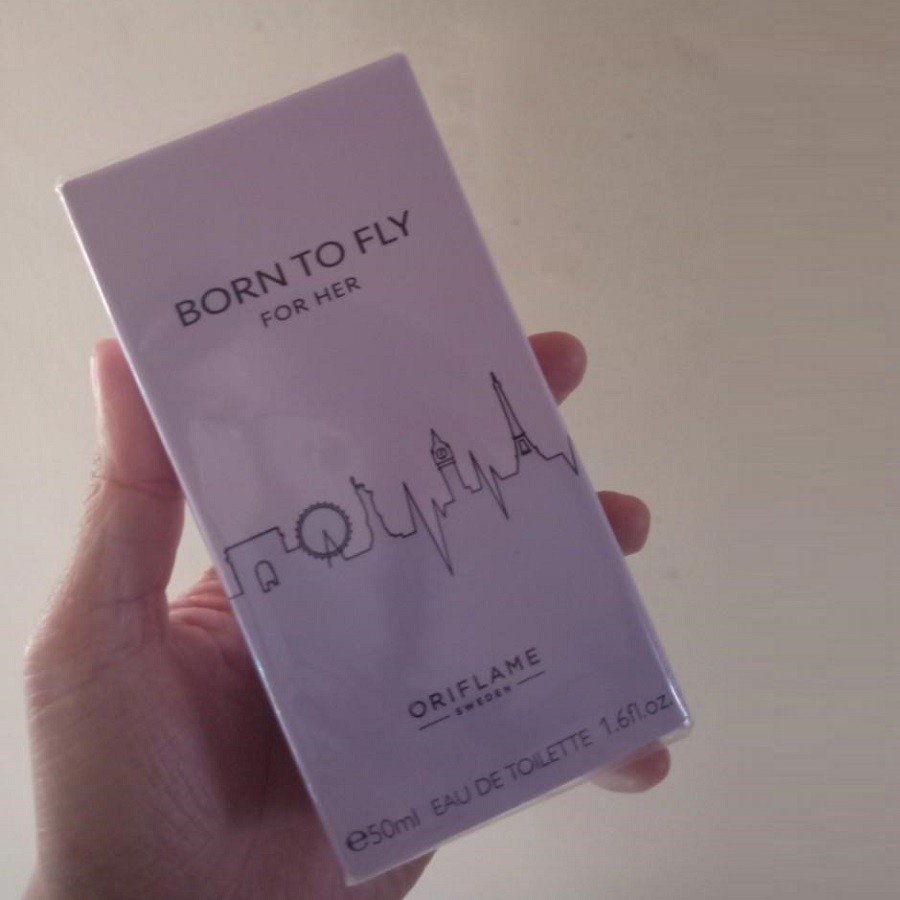 BORN TO FLY
FOR HER
ORIFLAME
SWEDEN
℮50ml EAU DE TOILETTE 1.6fl.oz.